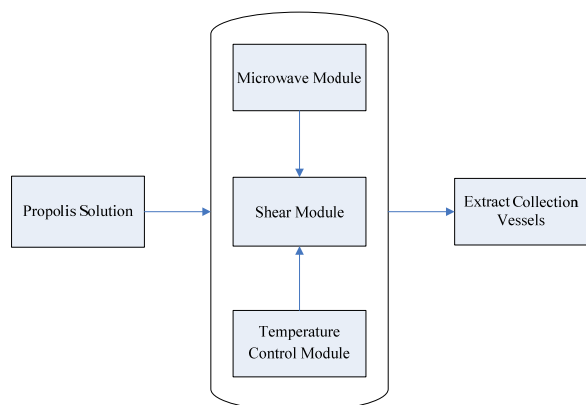 Microwave Module
Propolis Solution
Shear Module
Extract Collection
Vessels
Temperature
Control Module